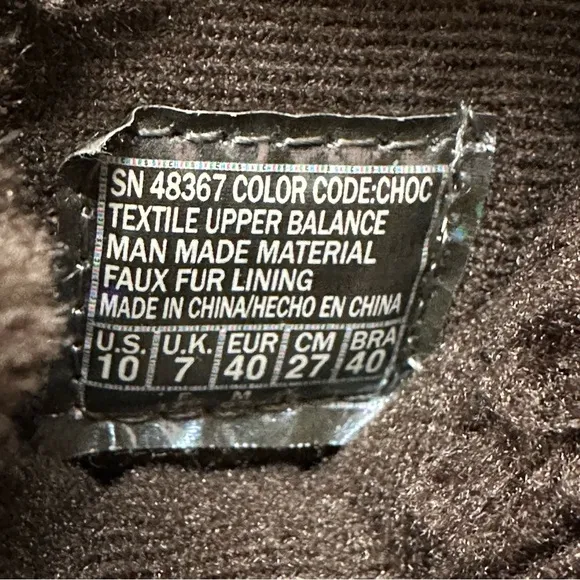 SN 48367 COLOR CODE:CHOC
TEXTILE UPPER BALANCE
MAN MADE MATERIAL
FAUX FUR LINING
MADE IN CHINA/HECHO EN CHINA
U.S. U.K. EUR CM BRA
10 7 40 27 40